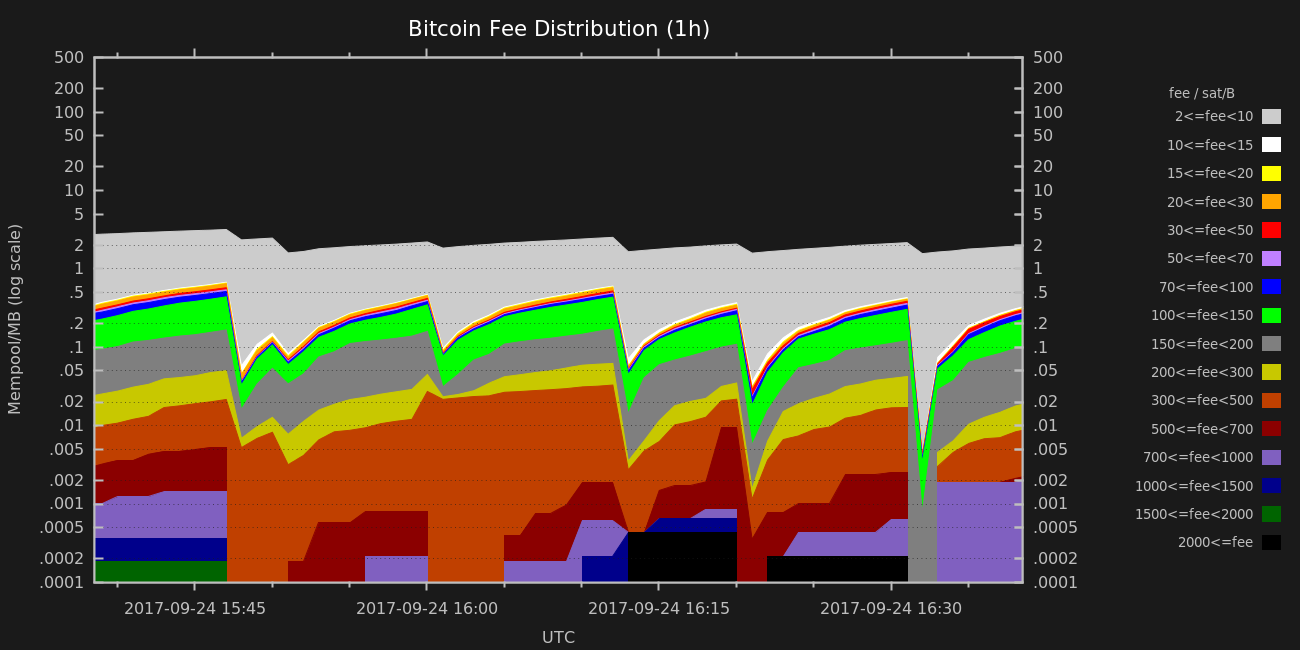 Bitcoin Fee Distribution (1h)
Mempool/MB (log scale)
500
200
100
50
20
10
5
2
1
.5
.2
.1
.05
.02
.01
.005
.002
.001
.0005
.0002
.0001
500
200
100
50
20
10
5
2
1
.5
.2
.1
.05
.02
.01
.005
.002
.001
.0005
.0002
.0001
2017-09-24 15:45 2017-09-24 16:00 2017-09-24 16:15 2017-09-24 16:30
UTC
fee / sat/B
2<=fee<10
10<=fee<15
15<=fee<20
20<=fee<30
30<=fee<50
50<=fee<70
70<=fee<100
100<=fee<150
150<=fee<200
200<=fee<300
300<=fee<500
500<=fee<700
700<=fee<1000
1000<=fee<1500
1500<=fee<2000
2000<=fee